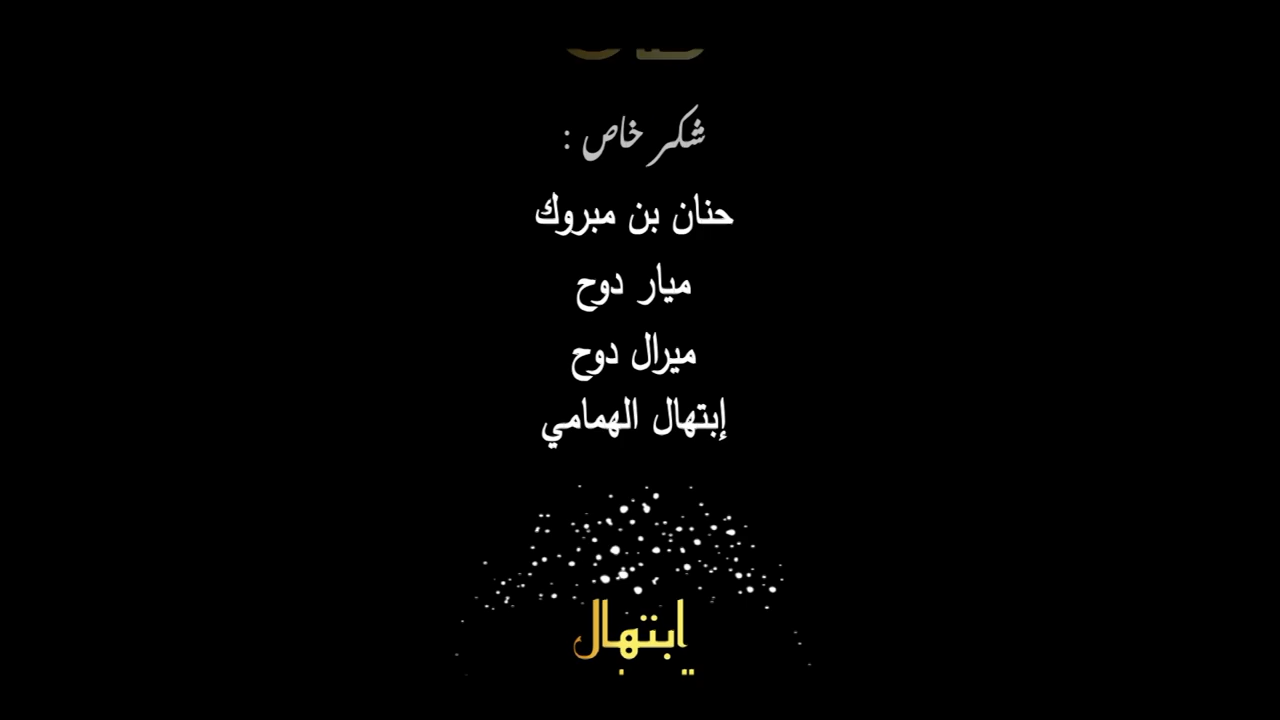 شكر خاص :
حنان بن مبروك
ميار دوح
ميرال دوح
إبتهال الهمامي
ابتهال